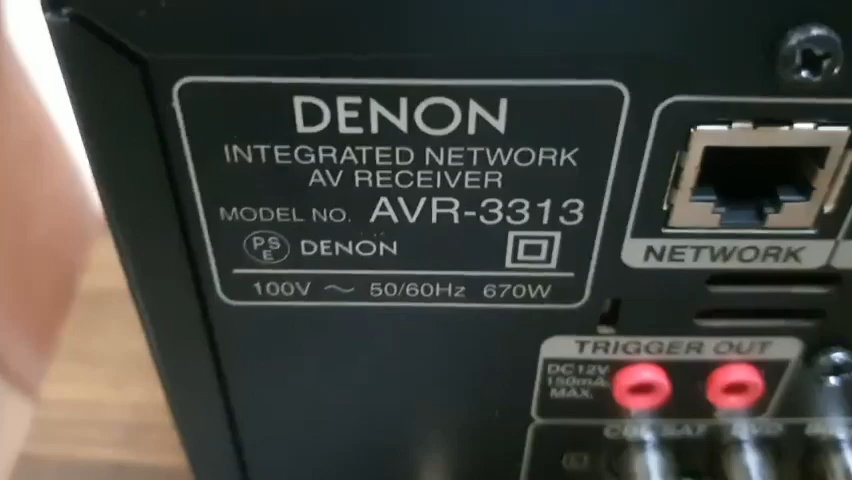 DENON
INTEGRATED NETWORK
AV RECEIVER
MODEL NO. AVR-3313
PS E DENON
100V ~ 50/60Hz 670W
NETWORK
TRIGGER OUT
DC12V
150mA
MAX.